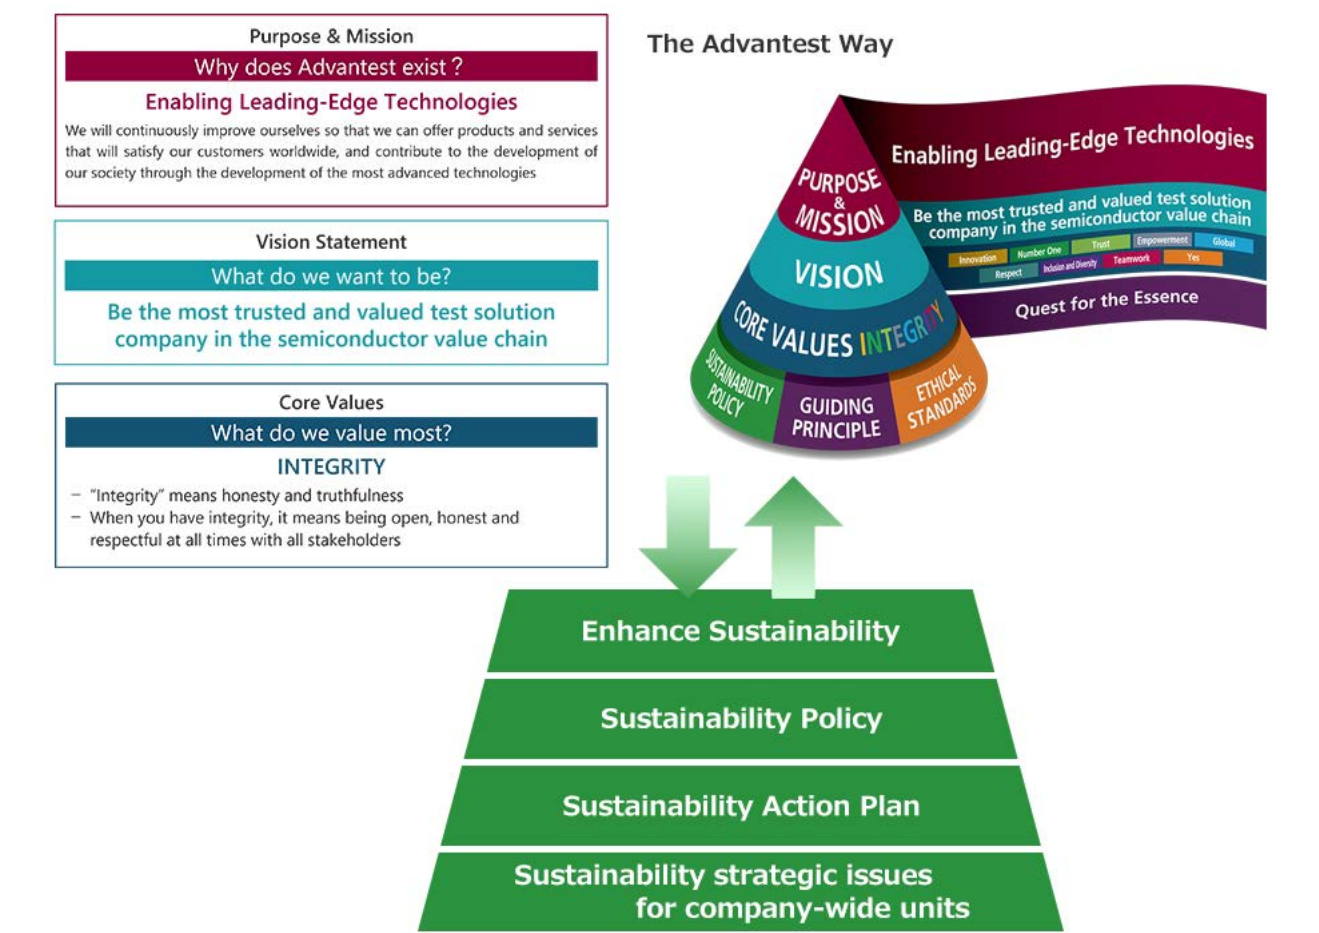 Purpose & Mission
Why does Advantest exist ?
Enabling Leading-Edge Technologies
We will continuously improve ourselves so that we can offer products and services
that will satisfy our customers worldwide, and contribute to the development of
our society through the development of the most advanced technologies
Vision Statement
What do we want to be?
Be the most trusted and valued test solution
company in the semiconductor value chain
Core Values
What do we value most?
INTEGRITY
− “Integrity” means honesty and truthfulness
− When you have integrity, it means being open, honest and
respectful at all times with all stakeholders
The Advantest Way
PURPOSE
&
MISSION
VISION
CORE VALUES INTEGRITY
SUSTAINABILITY
POLICY
GUIDING
PRINCIPLE
ETHICAL
STANDARDS
Enabling Leading-Edge Technologies
Be the most trusted and valued test solution
company in the semiconductor value chain
Innovation Number One Trust Empowerment Global
Respect Inclusion and Diversity Teamwork Yes
Quest for the Essence
Enhance Sustainability
Sustainability Policy
Sustainability Action Plan
Sustainability strategic issues
for company-wide units